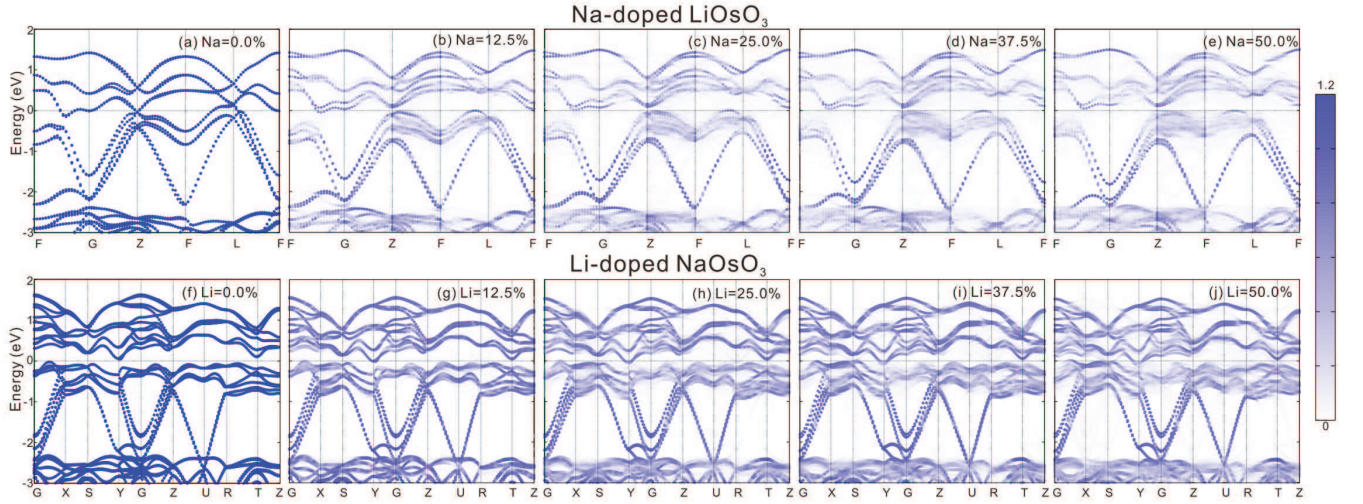 Na-doped LiOsO3
(a) Na=0.0%
(b) Na=12.5%
(c) Na=25.0%
(d) Na=37.5%
(e) Na=50.0%
Energy (eV)
2
1
0
-1
-2
-3
F G Z F L F
F G Z F L F
F G Z F L F
F G Z F L F
F G Z F L F
Li-doped NaOsO3
(f) Li=0.0%
(g) Li=12.5%
(h) Li=25.0%
(i) Li=37.5%
(j) Li=50.0%
Energy (eV)
2
1
0
-1
-2
-3
G X S Y G Z U R T Z
G X S Y G Z U R T Z
G X S Y G Z U R T Z
G X S Y G Z U R T Z
G X S Y G Z U R T Z
1.2
0